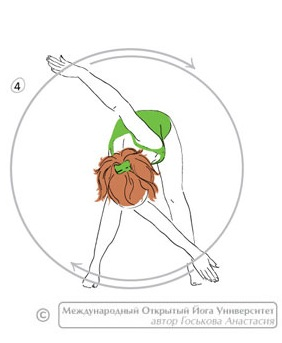 4
© Международный Открытый Йога Университет
автор Госькова Анастасия